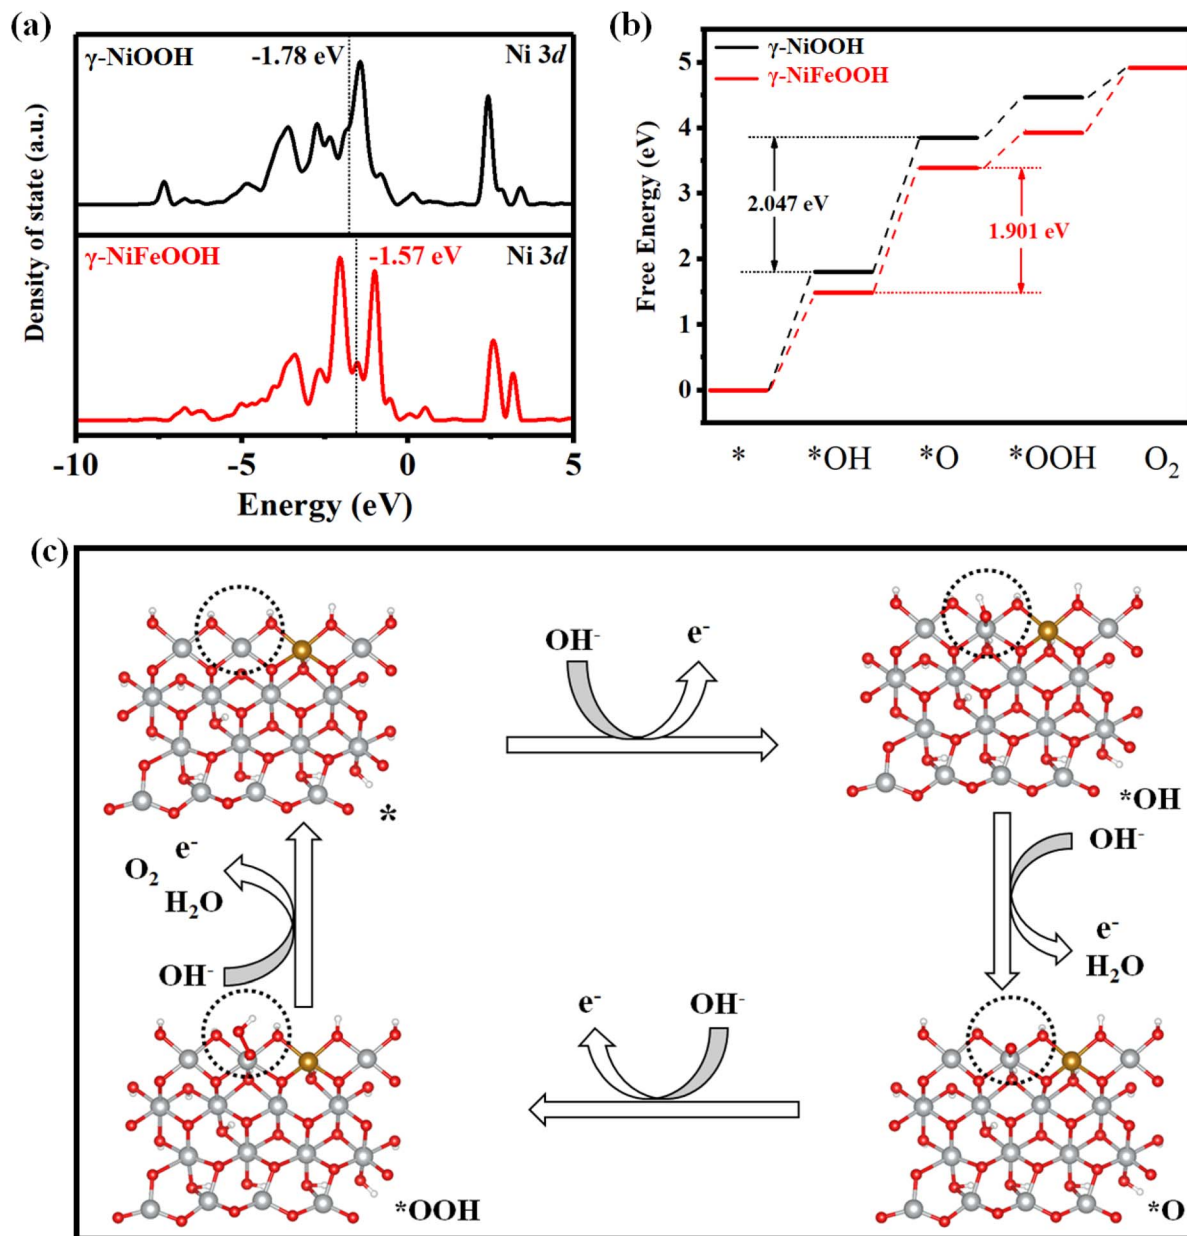 (a)
γ-NiOOH -1.78 eV Ni 3d
γ-NiFeOOH -1.57 eV Ni 3d
Density of state (a.u.)
-10 -5 0 5
Energy (eV)
(b)
γ-NiOOH
γ-NiFeOOH
5
4
3
2
1
0
Free Energy (eV)
2.047 eV
1.901 eV
* *OH *O *OOH O₂
(c)
OH⁻ e⁻
*
*OH
e⁻
O₂
H₂O
OH⁻
OH⁻
e⁻
H₂O
e⁻ OH⁻
*OOH
*O